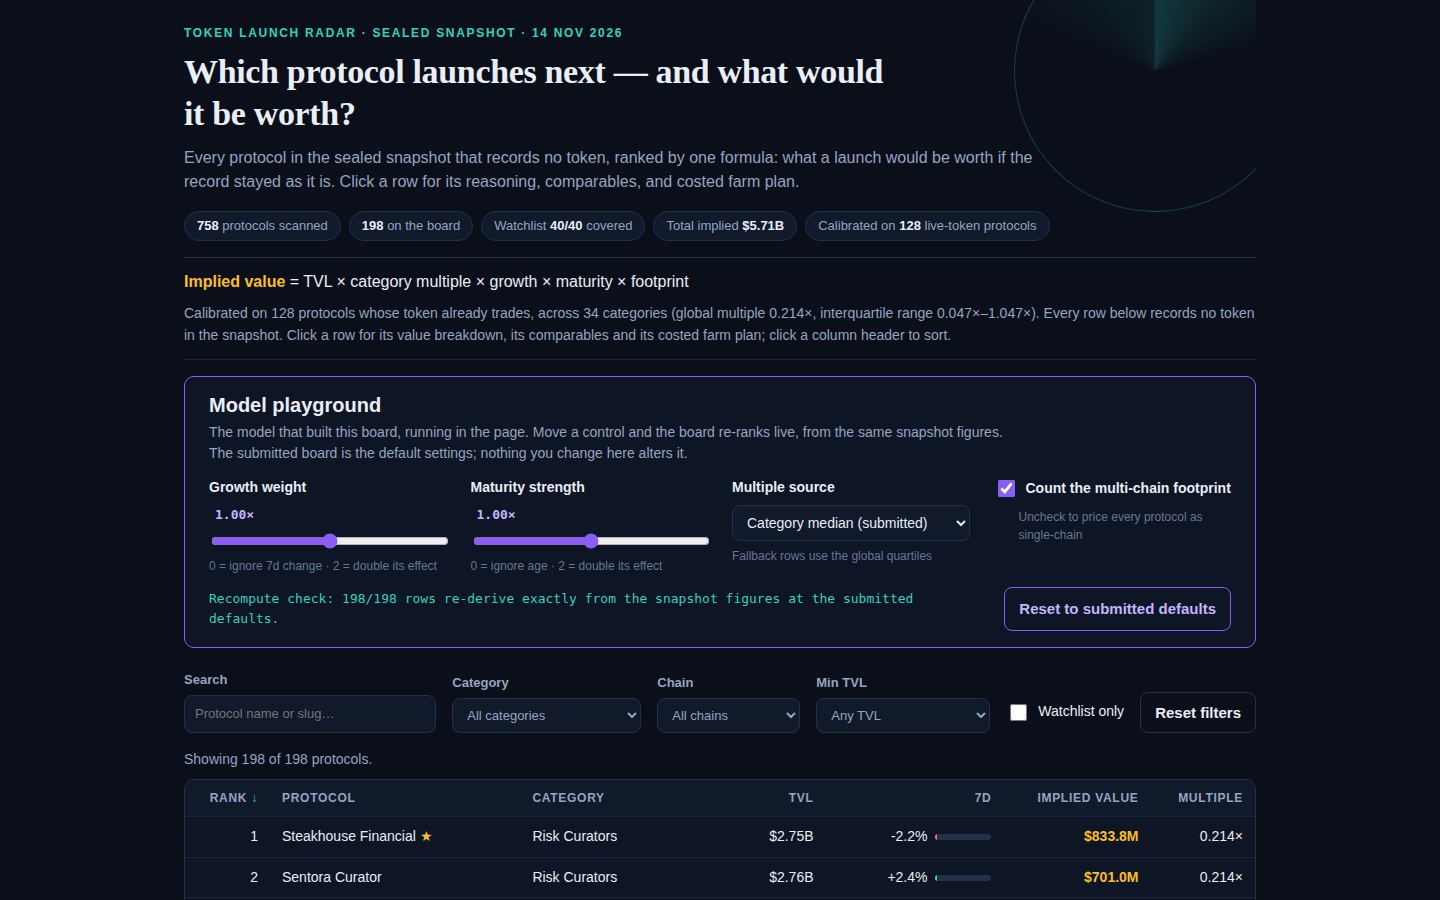 TOKEN LAUNCH RADAR · SEALED SNAPSHOT · 14 NOV 2026
Which protocol launches next — and what would
it be worth?
Every protocol in the sealed snapshot that records no token, ranked by one formula: what a launch would be worth if the
record stayed as it is. Click a row for its reasoning, comparables, and costed farm plan.
758 protocols scanned
198 on the board
Watchlist 40/40 covered
Total implied $5.71B
Calibrated on 128 live-token protocols
Implied value = TVL × category multiple × growth × maturity × footprint
Calibrated on 128 protocols whose token already trades, across 34 categories (global multiple 0.214×, interquartile range 0.047×–1.047×). Every row below records no token
in the snapshot. Click a row for its value breakdown, its comparables and its costed farm plan; click a column header to sort.
Model playground
The model that built this board, running in the page. Move a control and the board re-ranks live, from the same snapshot figures.
The submitted board is the default settings; nothing you change here alters it.
Growth weight
1.00×
0 = ignore 7d change · 2 = double its effect
Maturity strength
1.00×
0 = ignore age · 2 = double its effect
Multiple source
Category median (submitted)
Fallback rows use the global quartiles
Count the multi-chain footprint
Uncheck to price every protocol as
single-chain
Recompute check: 198/198 rows re-derive exactly from the snapshot figures at the submitted
defaults.
Reset to submitted defaults
Search
Protocol name or slug…
Category
All categories
Chain
All chains
Min TVL
Any TVL
Watchlist only
Reset filters
Showing 198 of 198 protocols.
RANK ↓ PROTOCOL CATEGORY TVL 7D IMPLIED VALUE MULTIPLE
1 Steakhouse Financial ★ Risk Curators $2.75B -2.2% $833.8M 0.214×
2 Sentora Curator Risk Curators $2.76B +2.4% $701.0M 0.214×